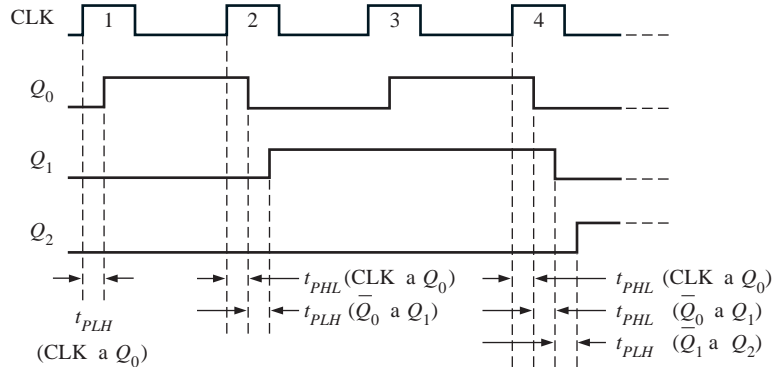 CLK 1 2 3 4
Q0
Q1
Q2
tPHL (CLK a Q0) tPHL (CLK a Q0)
tPLH tPLH (Q̅0 a Q1) tPHL (Q̅0 a Q1)
(CLK a Q0) tPLH (Q̅1 a Q2)